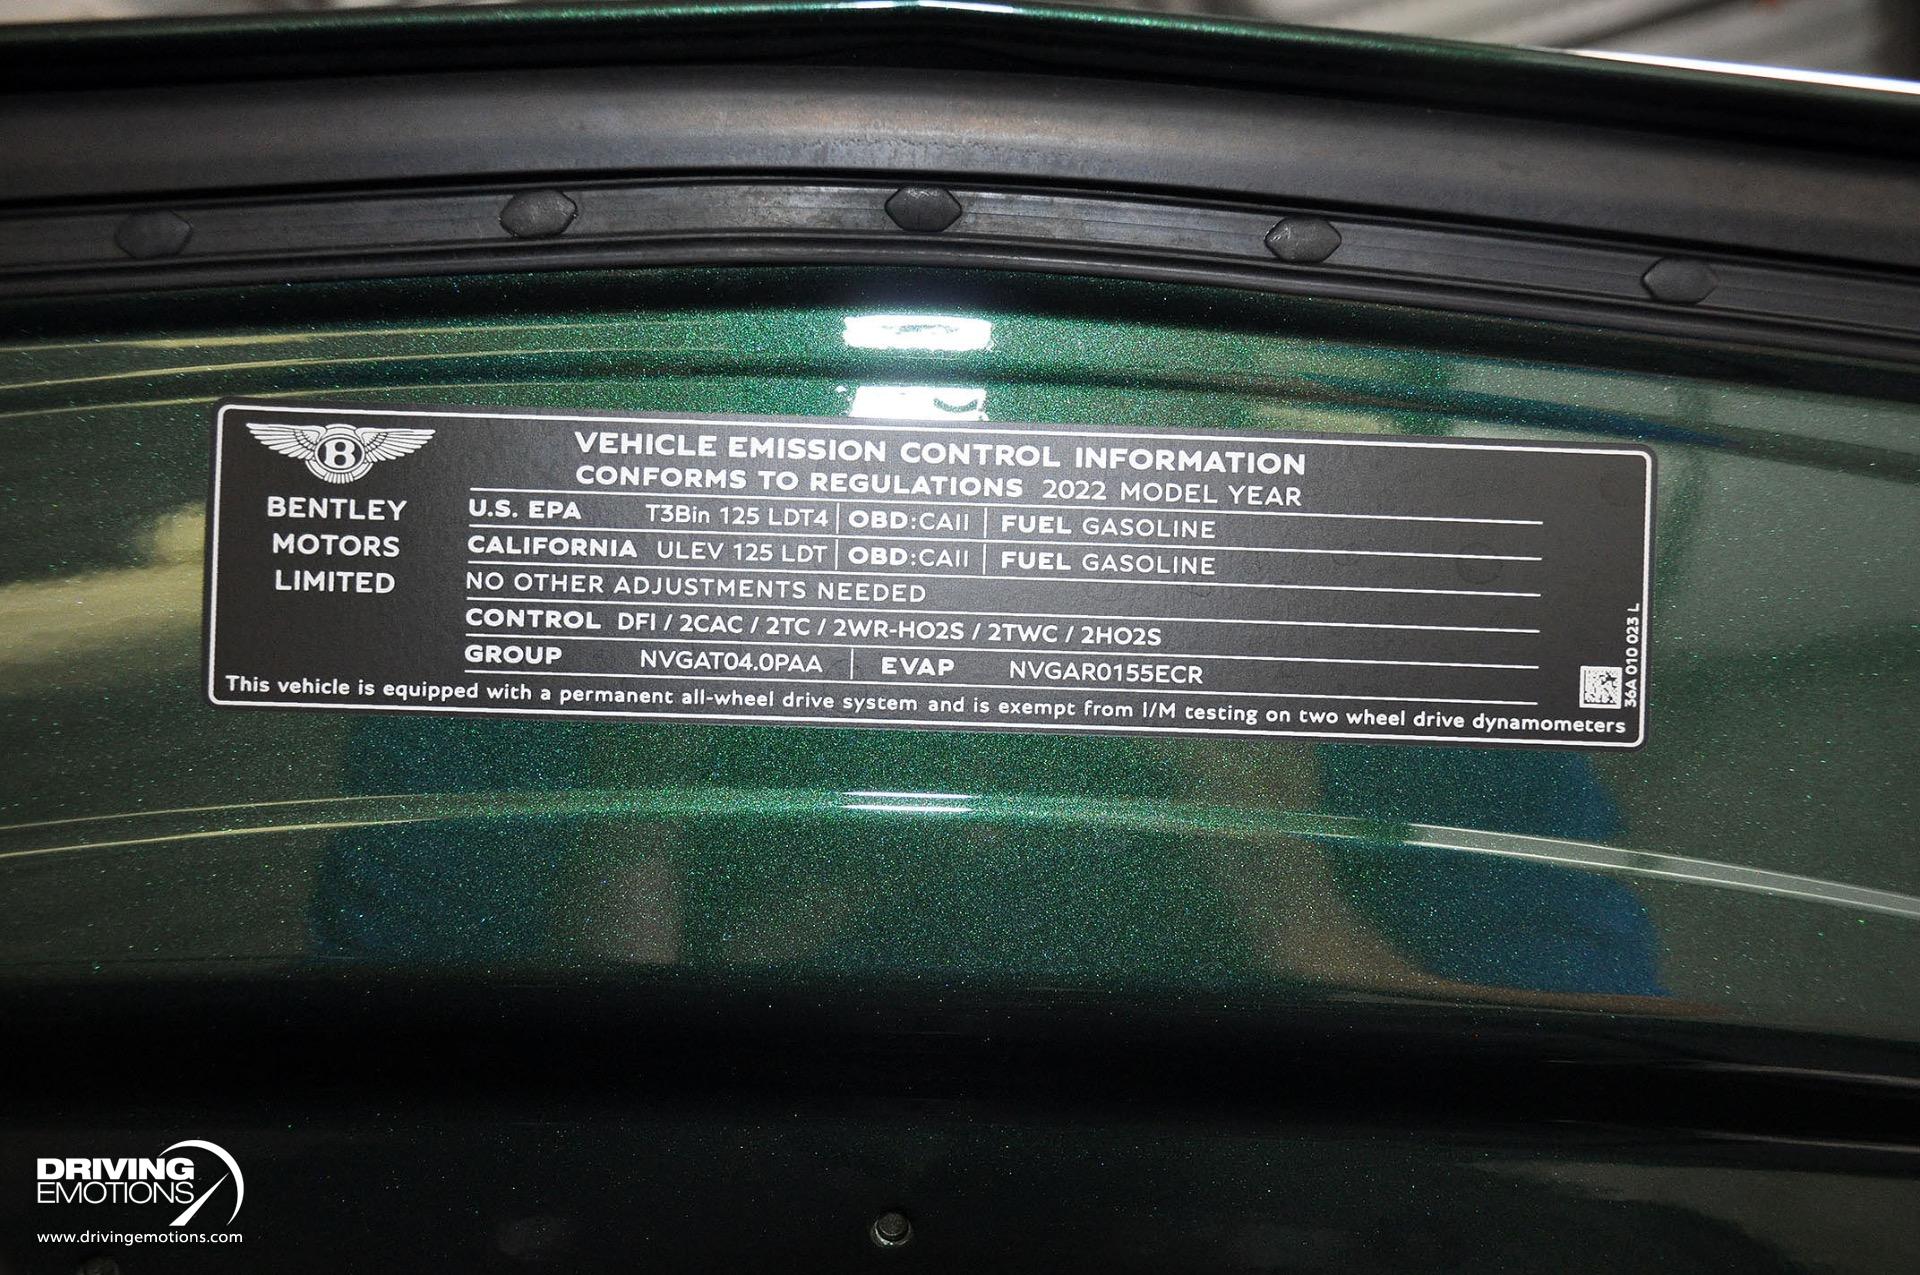 B
BENTLEY
MOTORS
LIMITED
VEHICLE EMISSION CONTROL INFORMATION
CONFORMS TO REGULATIONS 2022 MODEL YEAR
U.S. EPA T3Bin 125 LDT4 | OBD:CAII | FUEL GASOLINE
CALIFORNIA ULEV 125 LDT | OBD:CAII | FUEL GASOLINE
NO OTHER ADJUSTMENTS NEEDED
CONTROL DFI / 2CAC / 2TC / 2WR-HO2S / 2TWC / 2HO2S
GROUP NVGAT04.0PAA | EVAP NVGAR0155ECR
This vehicle is equipped with a permanent all-wheel drive system and is exempt from I/M testing on two wheel drive dynamometers
36A 010 023 L
DRIVING
EMOTIONS
www.drivingemotions.com